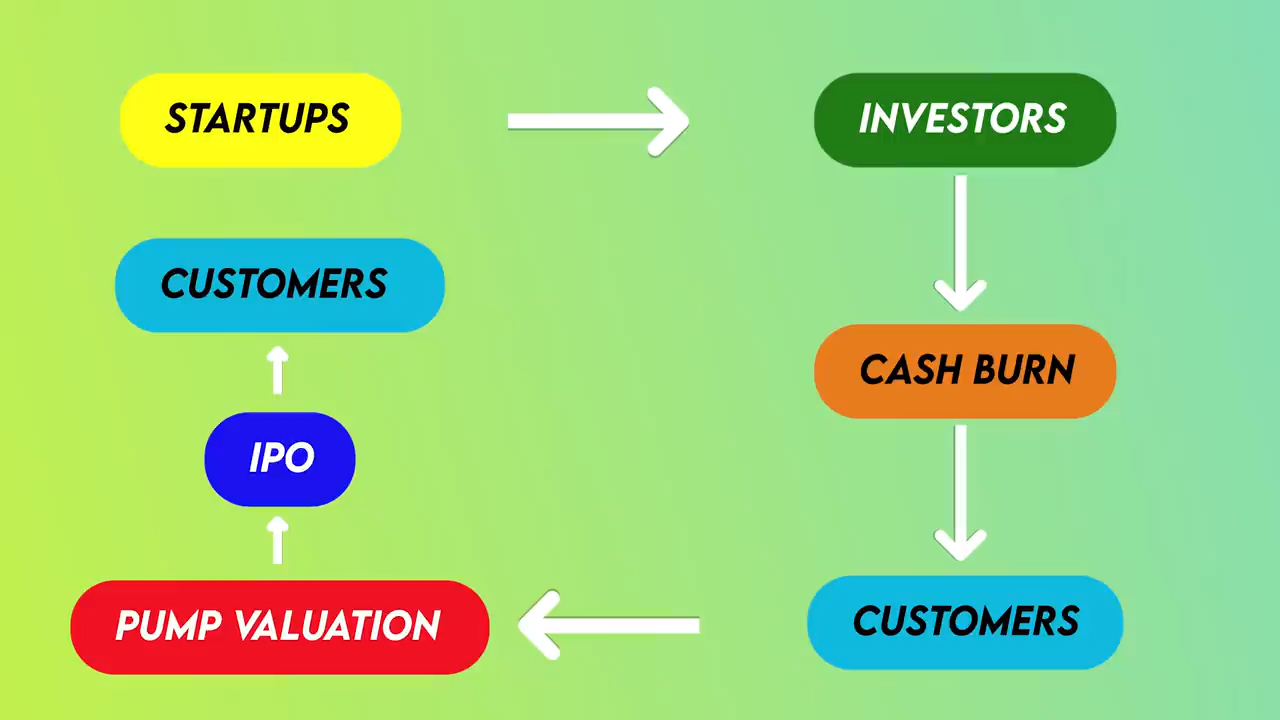 STARTUPS
INVESTORS
CUSTOMERS
CASH BURN
IPO
PUMP VALUATION
CUSTOMERS